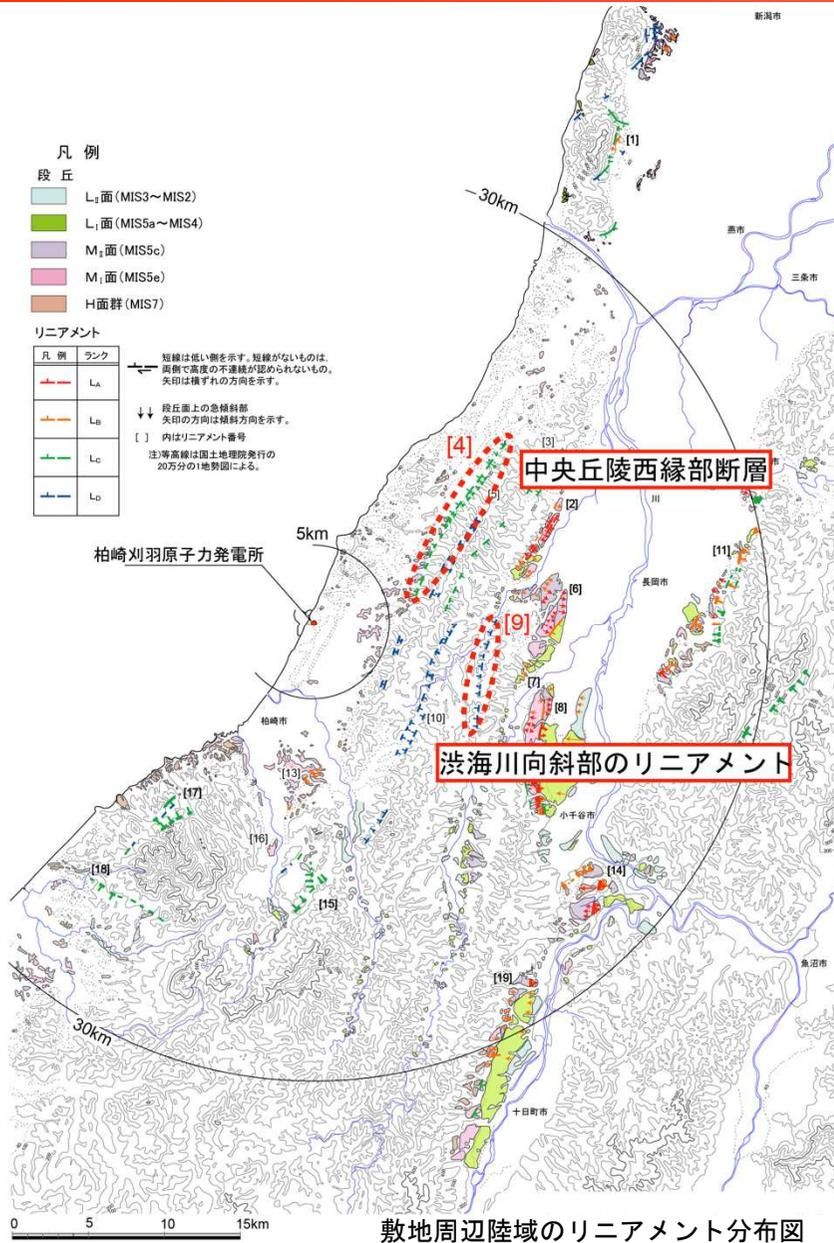 新潟市
凡 例
段 丘
LⅡ面(MIS3～MIS2)
LⅠ面(MIS5a～MIS4)
MⅡ面(MIS5c)
MⅠ面(MIS5e)
H面群(MIS7)
リニアメント
凡 例 ランク
LA
LB
LC
LD
短線は低い側を示す。短線がないものは、
両側で高度の不連続が認められないもの。
矢印は横ずれの方向を示す。
段丘面上の急傾斜部
矢印の方向は傾斜方向を示す。
[ ] 内はリニアメント番号
注)等高線は国土地理院発行の
20万分の1地勢図による。
[1]
30km
燕市
三条市
[4]
[3]
中央丘陵西縁部断層
[5]
[2]
川
5km
柏崎刈羽原子力発電所
[11]
長岡市
[6]
[9]
[7]
[8]
[10]
柏崎市
渋海川向斜部のリニアメント
[13]
[17]
小千谷市
[16]
[18]
[14]
[15]
魚沼市
[19]
30km
十日町市
0 5 10 15km
敷地周辺陸域のリニアメント分布図